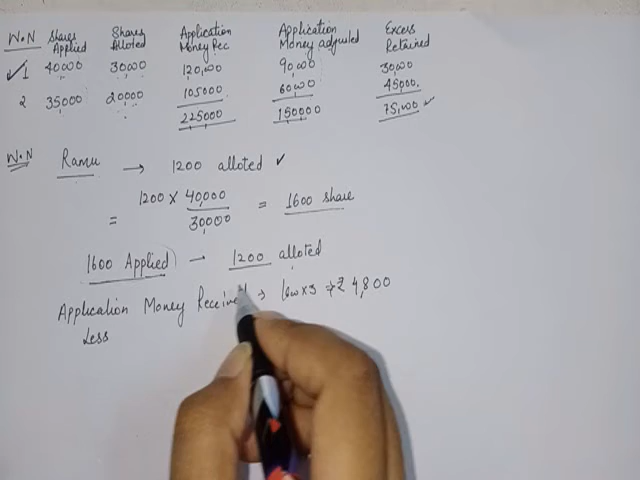 W.N Shares Applied Shares Alloted Application Money Rec Application Money adjusted Excess Retained
✓1 40000 30000 120,000 90,000 30,000
2 35000 20000 105000 60,000 45000
225000 150000 75,000 ✓
W.N Ramu → 1200 alloted ✓
= 1200 × 40,000 / 30000 = 1600 share
1600 Applied - 1200 alloted
Application Money Received → 1600 × 3 → ₹ 4,800
Less